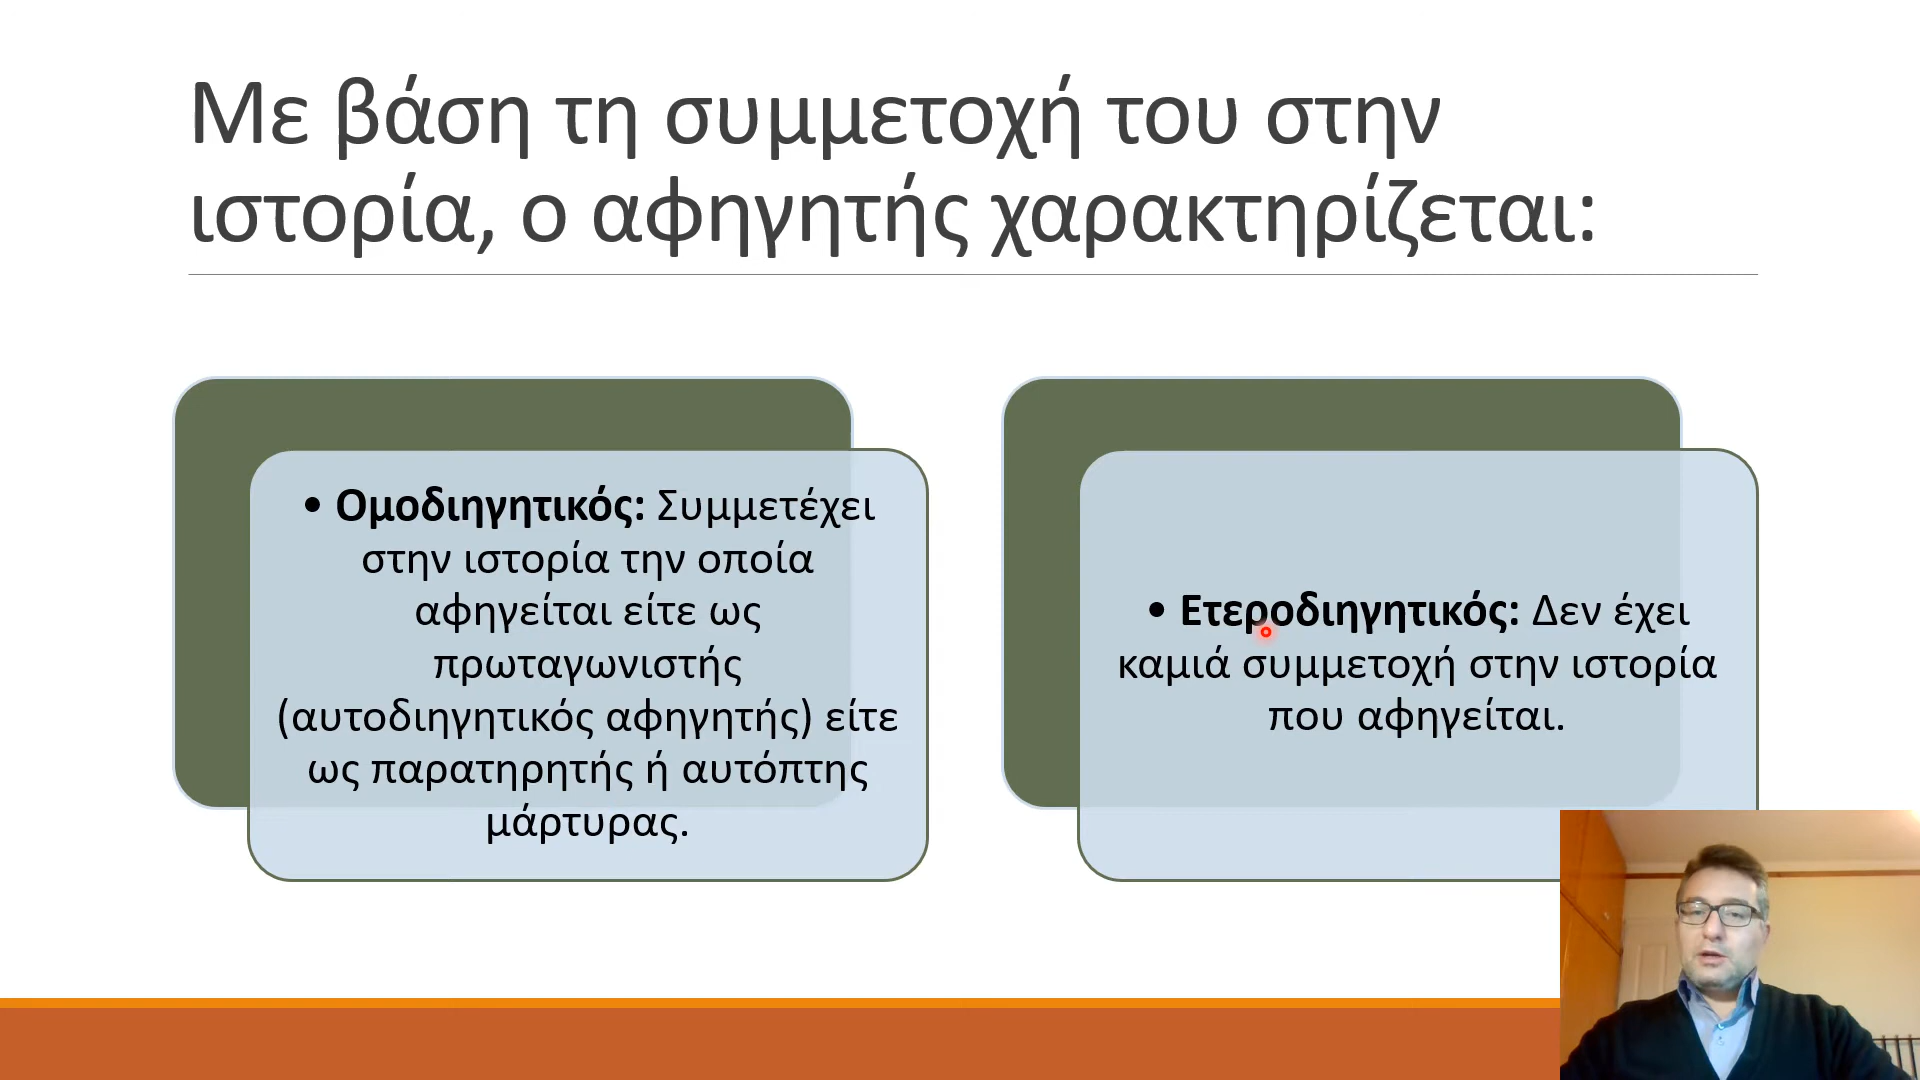 Με βάση τη συμμετοχή του στην
ιστορία, ο αφηγητής χαρακτηρίζεται:
• Ομοδιηγητικός: Συμμετέχει
στην ιστορία την οποία
αφηγείται είτε ως
πρωταγωνιστής
(αυτοδιηγητικός αφηγητής) είτε
ως παρατηρητής ή αυτόπτης
μάρτυρας.
• Ετεροδιηγητικός: Δεν έχει
καμιά συμμετοχή στην ιστορία
που αφηγείται.